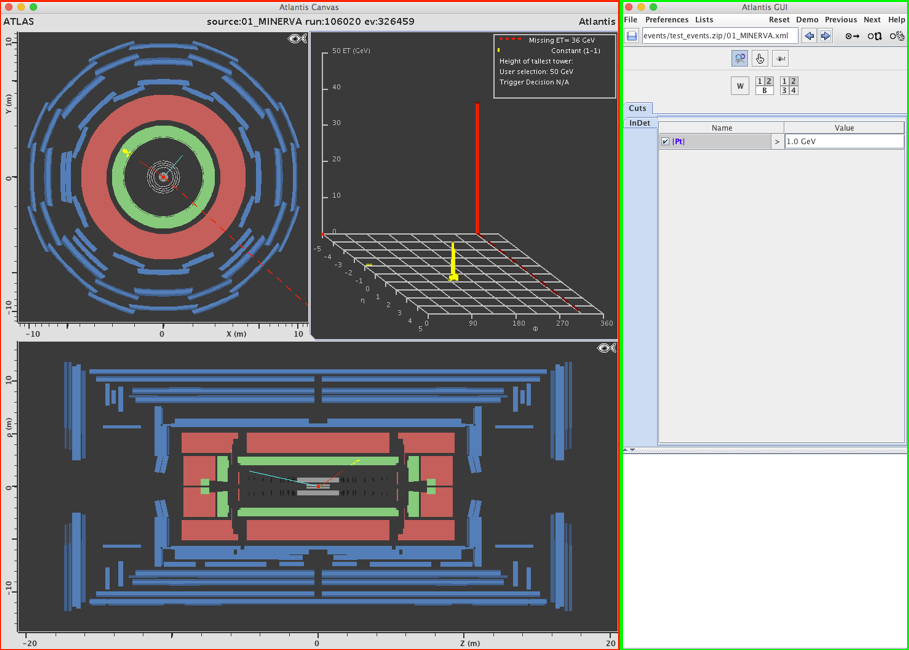 Atlantis Canvas
ATLAS source:01_MINERVA run:106020 ev:326459 Atlantis
10
Y (m)
0
-10
-10 0 X (m) 10
50 ET (GeV)
40
30
20
10
0
Missing ET= 36 GeV
Constant (1-1)
Height of tallest tower:
User selection: 50 GeV
Trigger Decision N/A
-5
-4
-3
-2
-1
0
η
1
2
3
4
5
0 90 180 Φ 270 360
10
ρ (m)
0
-10
-20 0 Z (m) 20
Atlantis GUI
File Preferences Lists Reset Demo Previous Next Help
events/test_events.zip/01_MINERVA.xml
W 1 2 B 1 2 3 4
Cuts
InDet
Name Value
|Pt| > 1.0 GeV